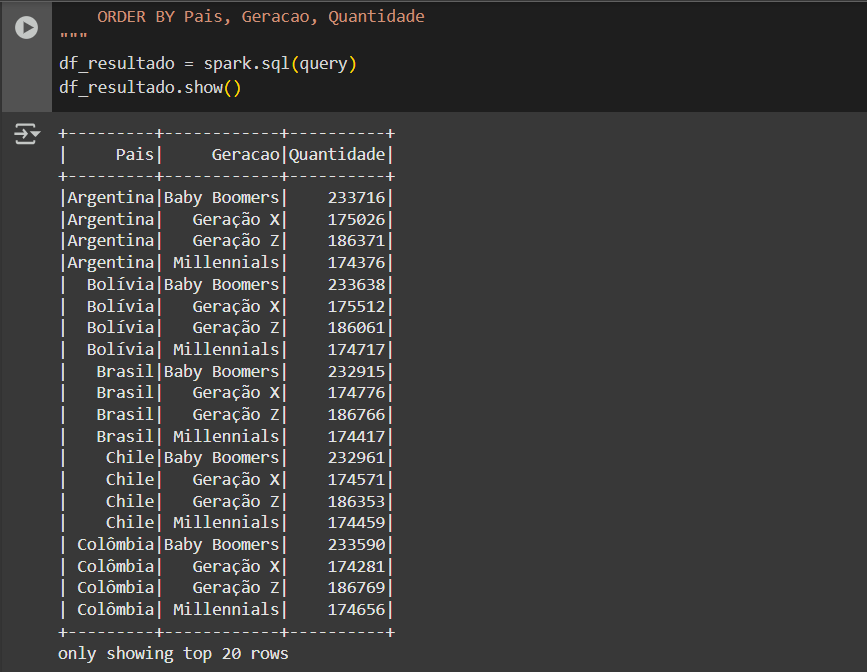 ORDER BY Pais, Geracao, Quantidade
"""
df_resultado = spark.sql(query)
df_resultado.show()
+---------+------------+----------+
|     Pais|     Geracao|Quantidade|
+---------+------------+----------+
|Argentina|Baby Boomers|    233716|
|Argentina|   Geração X|    175026|
|Argentina|   Geração Z|    186371|
|Argentina| Millennials|    174376|
|  Bolívia|Baby Boomers|    233638|
|  Bolívia|   Geração X|    175512|
|  Bolívia|   Geração Z|    186061|
|  Bolívia| Millennials|    174717|
|   Brasil|Baby Boomers|    232915|
|   Brasil|   Geração X|    174776|
|   Brasil|   Geração Z|    186766|
|   Brasil| Millennials|    174417|
|    Chile|Baby Boomers|    232961|
|    Chile|   Geração X|    174571|
|    Chile|   Geração Z|    186353|
|    Chile| Millennials|    174459|
| Colômbia|Baby Boomers|    233590|
| Colômbia|   Geração X|    174281|
| Colômbia|   Geração Z|    186769|
| Colômbia| Millennials|    174656|
+---------+------------+----------+
only showing top 20 rows